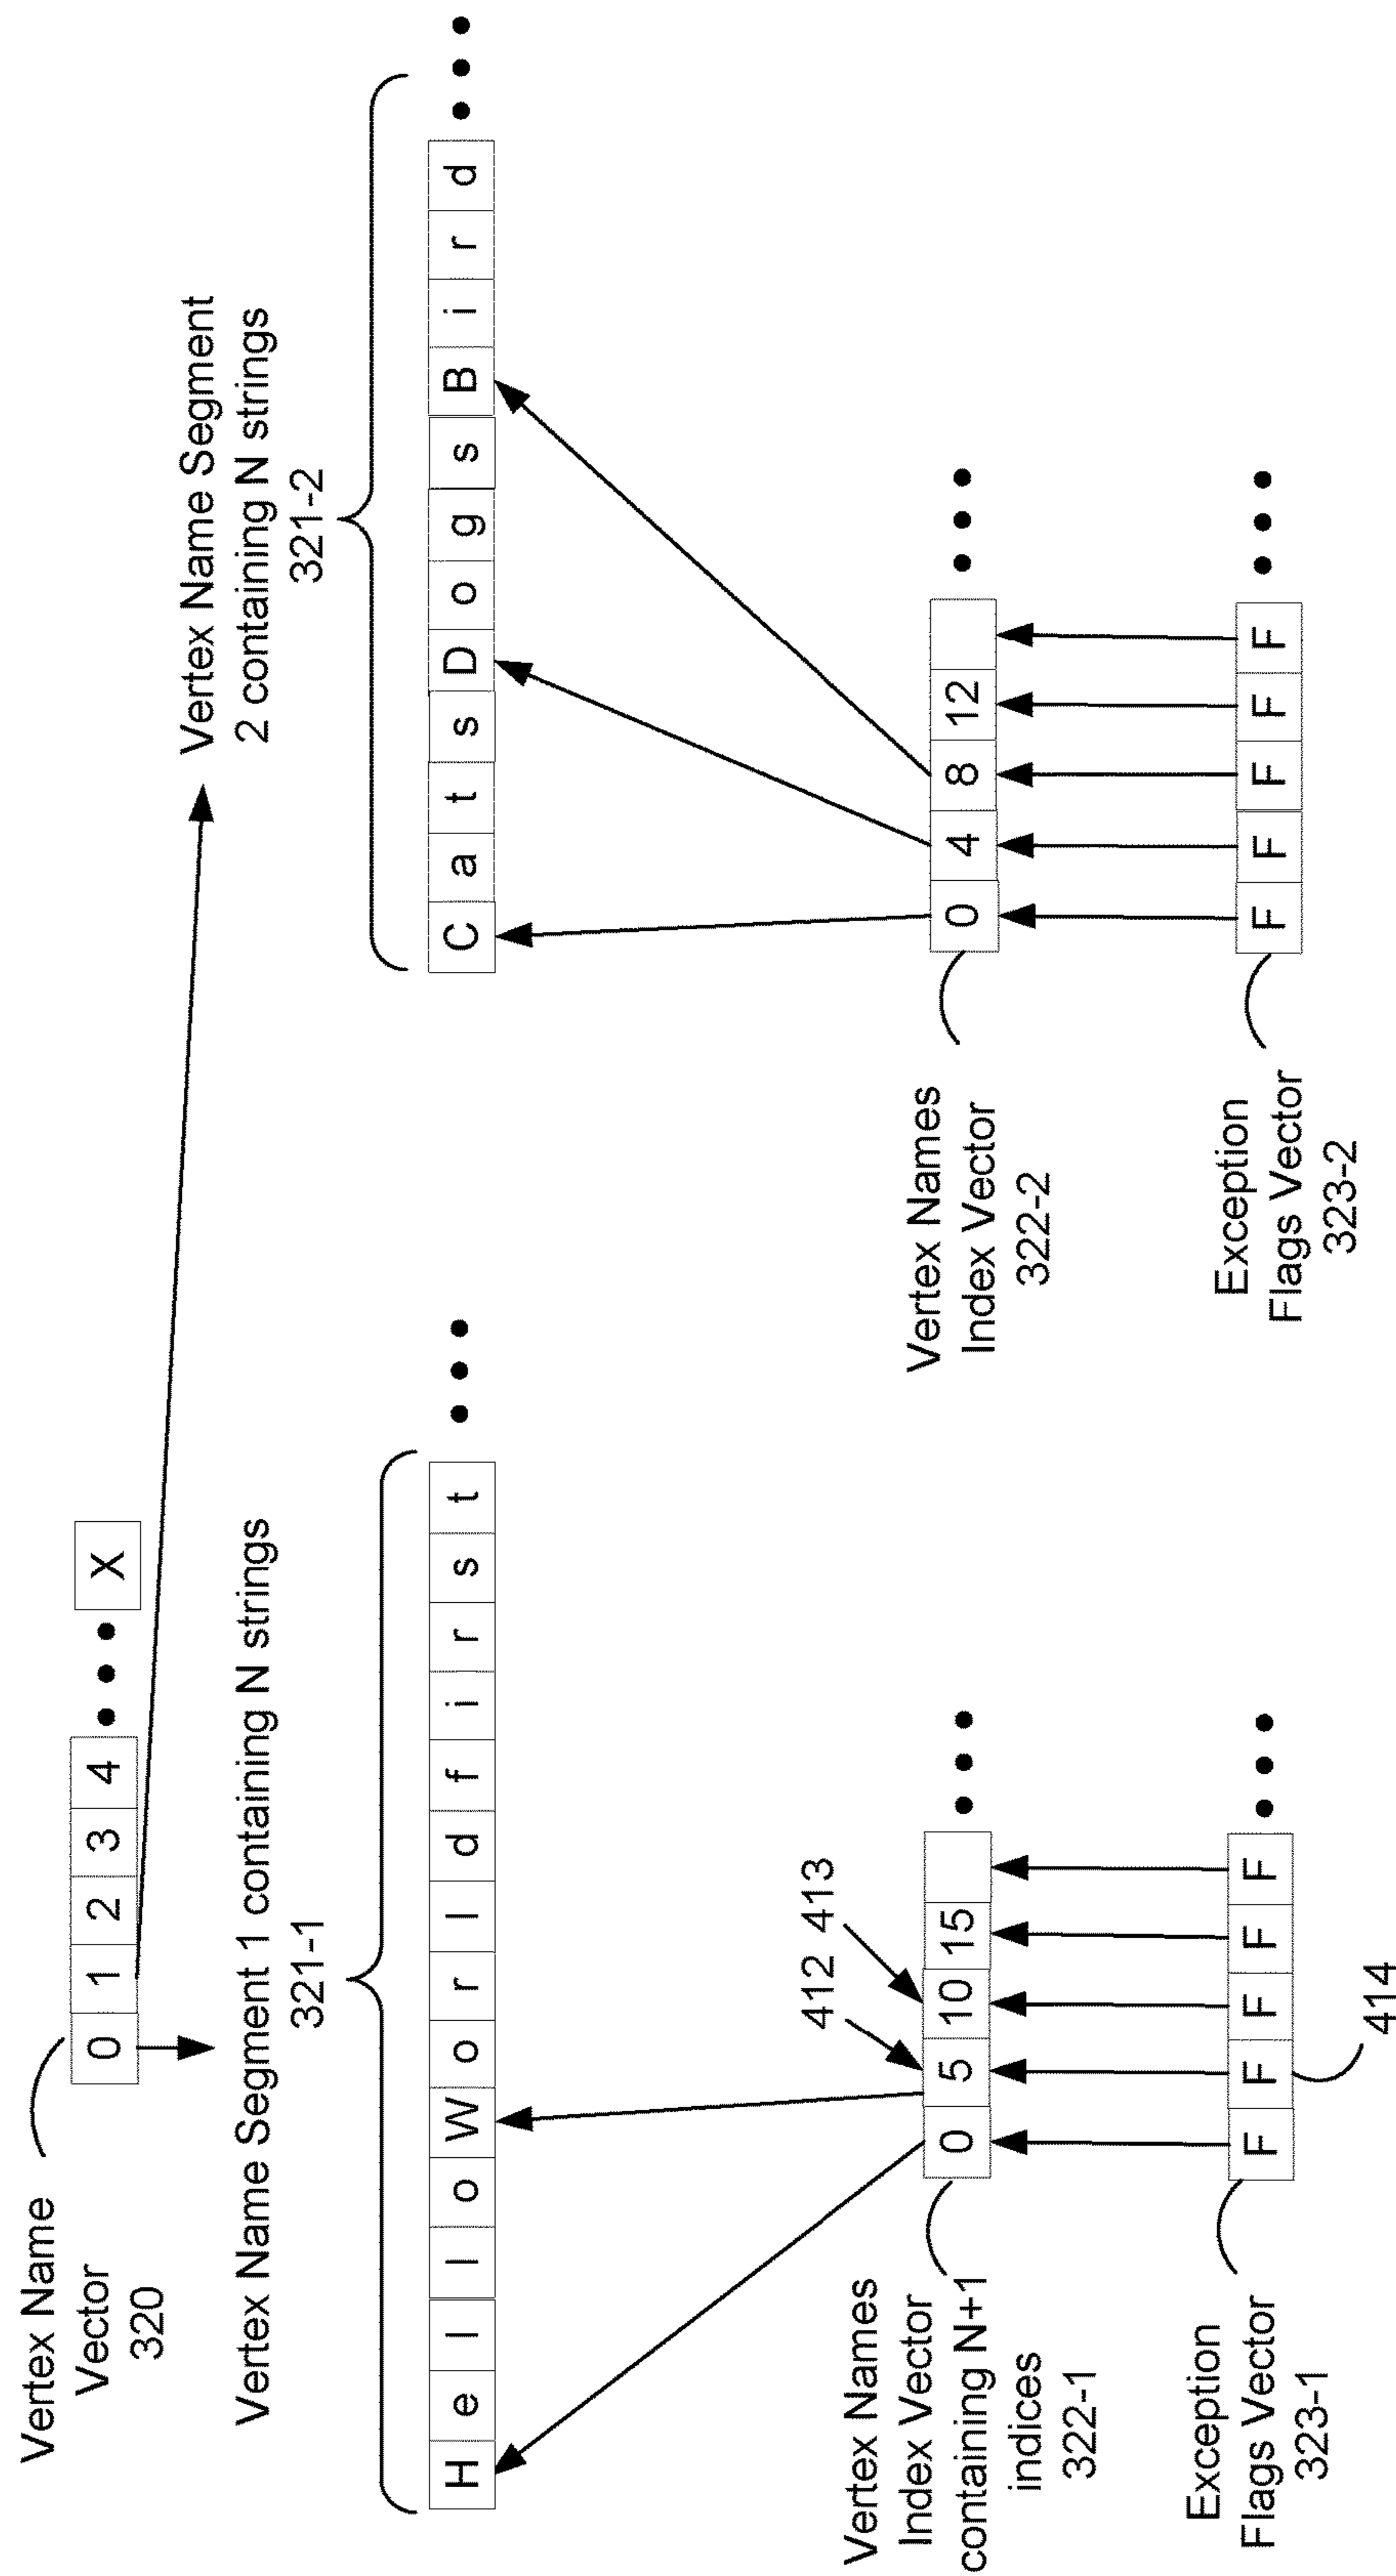 Vertex Name
Vector
320
0 1 2 3 4 X
Vertex Name Segment 1 containing N strings
321-1
Vertex Name Segment
2 containing N strings
321-2
H e l l o W o r l d f i r s t
C a t s D o g s B i r d
412 413
Vertex Names
Index Vector
containing N+1
indices
322-1
0 5 10 15
Vertex Names
Index Vector
322-2
0 4 8 12
Exception
Flags Vector
323-1
F F F F F
414
Exception
Flags Vector
323-2
F F F F F